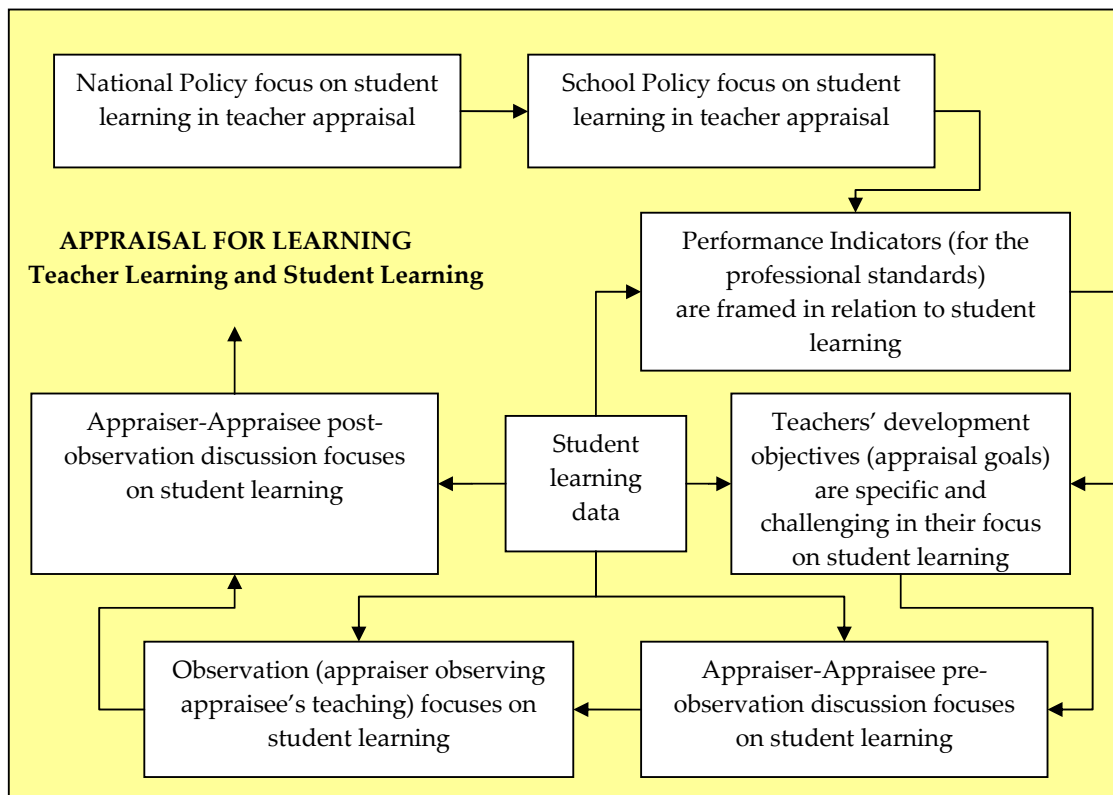 National Policy focus on student
learning in teacher appraisal
School Policy focus on student
learning in teacher appraisal
APPRAISAL FOR LEARNING
Teacher Learning and Student Learning
Performance Indicators (for the
professional standards)
are framed in relation to student
learning
Appraiser-Appraisee post-
observation discussion focuses
on student learning
Student
learning
data
Teachers’ development
objectives (appraisal goals)
are specific and
challenging in their focus
on student learning
Observation (appraiser observing
appraisee’s teaching) focuses on
student learning
Appraiser-Appraisee pre-
observation discussion focuses
on student learning